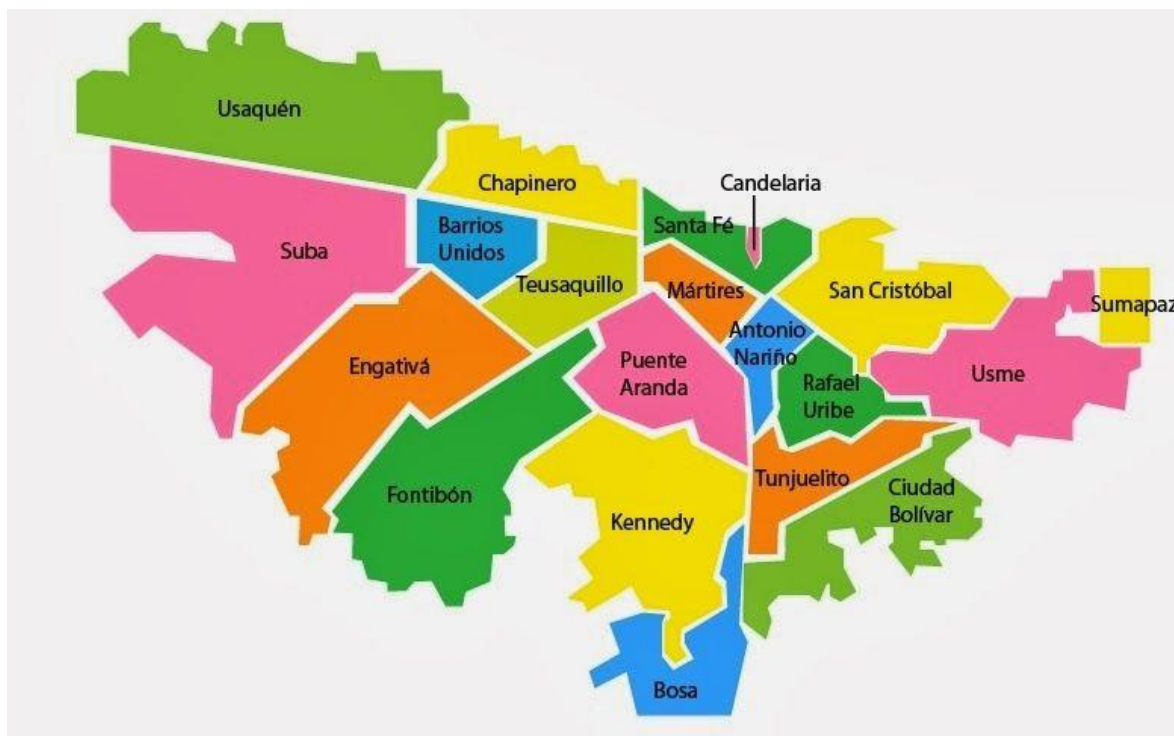 Usaquén
Chapinero
Candelaria
Santa Fé
Barrios
Unidos
Suba
Teusaquillo
Mártires
San Cristóbal
Sumapaz
Antonio
Nariño
Engativá
Puente
Aranda
Rafael
Uribe
Usme
Tunjuelito
Ciudad
Bolívar
Fontibón
Kennedy
Bosa